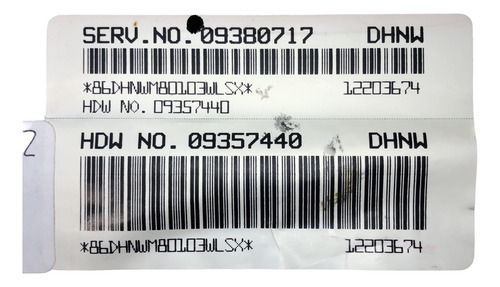 SERV.NO. 09380717 DHNW
*86DHNWM80103WLSX* 12203674
HDW NO. 09357440
2
HDW NO. 09357440 DHNW
*86DHNWM80103WLSX* 12203674